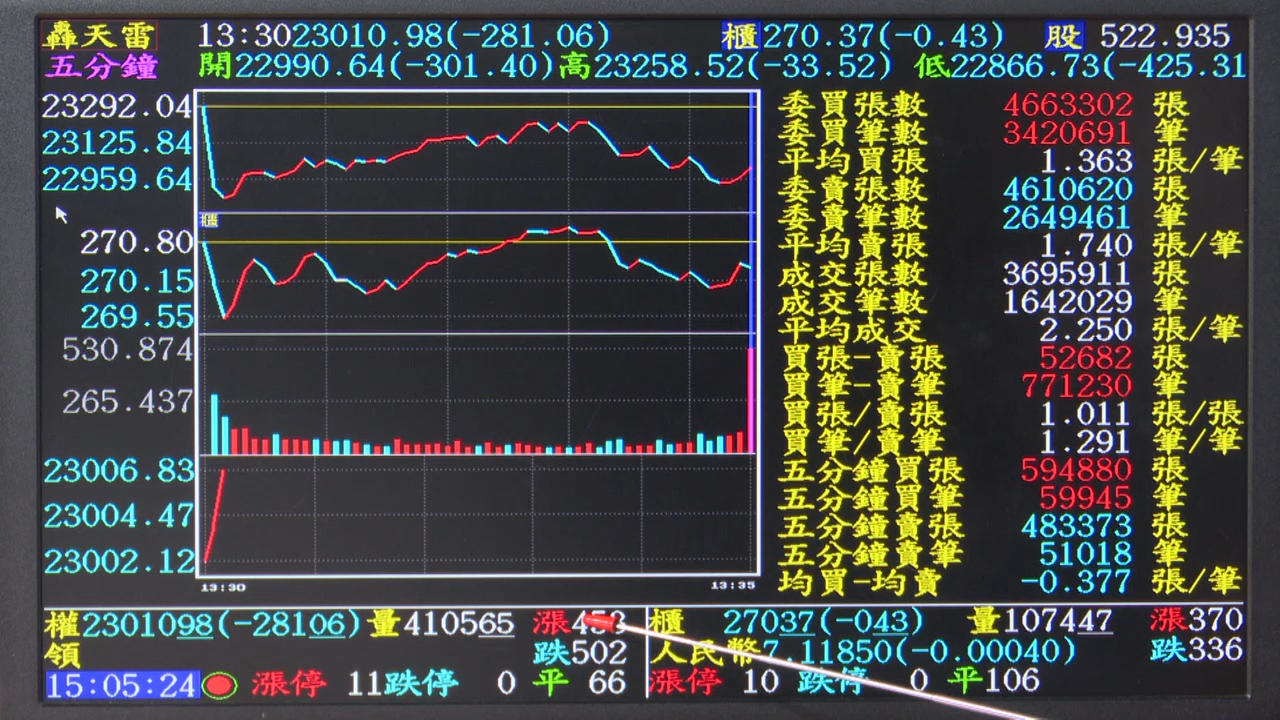 轟天雷 13:30 23010.98(-281.06) 櫃270.37(-0.43) 股 522.935
五分鐘 開22990.64(-301.40)高23258.52(-33.52) 低22866.73(-425.31
23292.04
23125.84
22959.64
270.80
櫃
270.15
269.55
530.874
265.437
23006.83
23004.47
23002.12
13:30 13:35
委買張數 4663302 張
委買筆數 3420691 筆
平均買張 1.363 張/筆
委賣張數 4610620 張
委賣筆數 2649461 筆
平均賣張 1.740 張/筆
成交張數 3695911 張
成交筆數 1642029 筆
平均成交 2.250 張/筆
買張-賣張 52682 張
買筆-賣筆 771230 筆
買張/賣張 1.011 張/張
買筆/賣筆 1.291 筆/筆
五分鐘買張 594880 張
五分鐘買筆 59945 筆
五分鐘賣張 483373 張
五分鐘賣筆 51018 筆
均買-均賣 -0.377 張/筆
權2301098(-28106)量410565 漲 櫃 27037(-043) 量107447 漲370
領 跌502 人民幣7.11850(-0.00040) 跌336
15:05:24 漲停 11跌停 0 平 66 漲停 10 跌停 0 平106